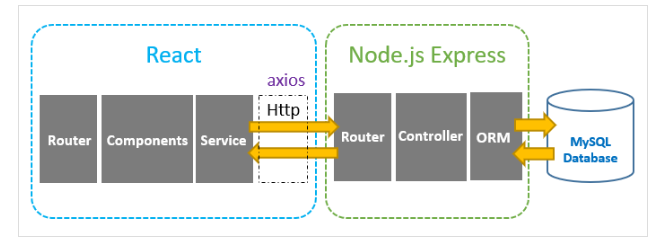 React
Node.js Express
axios
Http
Router
Components
Service
Router
Controller
ORM
MySQL
Database